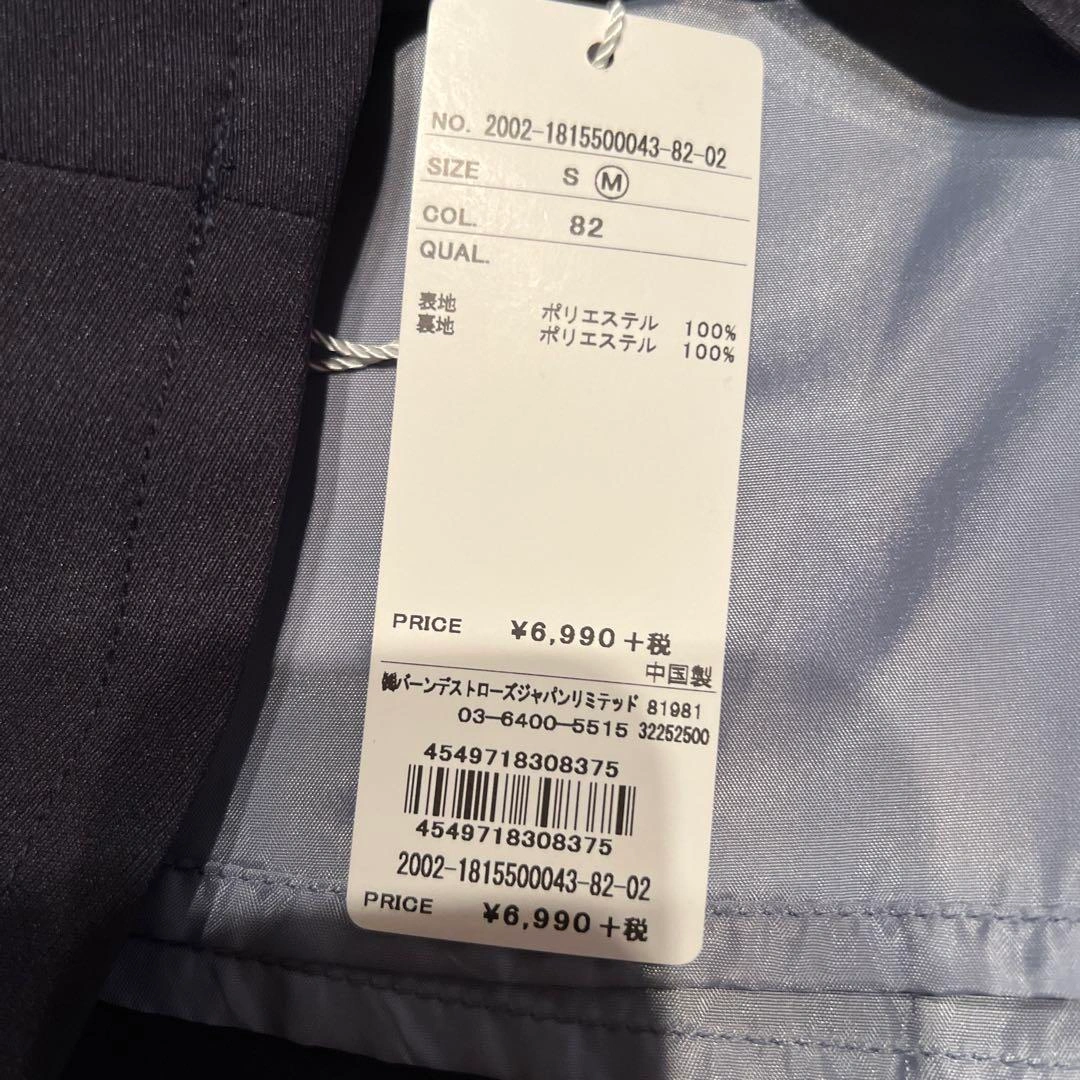 NO. 2002-1815500043-82-02
SIZE S Ⓜ
COL. 82
QUAL.
表地 ポリエステル 100%
裏地 ポリエステル 100%
PRICE ¥6,990+税
中国製
㈱バーンデストローズジャパンリミテッド 81981
03-6400-5515 32252500
4549718308375
4549718308375
2002-1815500043-82-02
PRICE ¥6,990+税